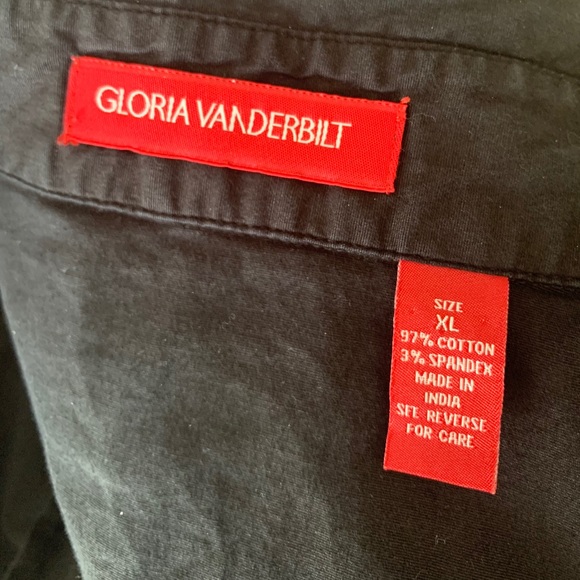 GLORIA VANDERBILT
SIZE
XL
97% COTTON
3% SPANDEX
MADE IN
INDIA
SEE REVERSE
FOR CARE